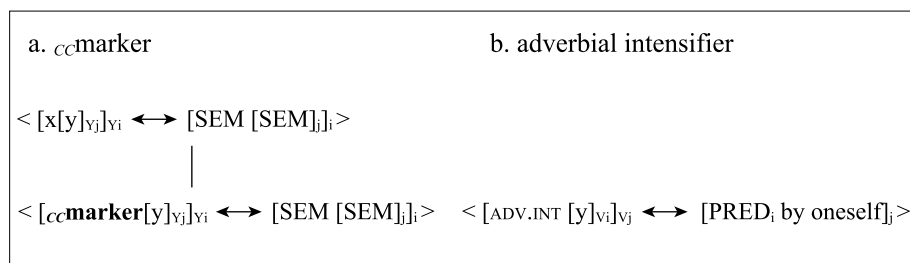 a. CCmarker b. adverbial intensifier
< [x[y]Yj]Yi ⟷ [SEM [SEM]j]i >
< [CCmarker[y]Yj]Yi ⟷ [SEM [SEM]j]i > < [ADV.INT [y]Vi]Vj ⟷ [PREDi by oneself]j >